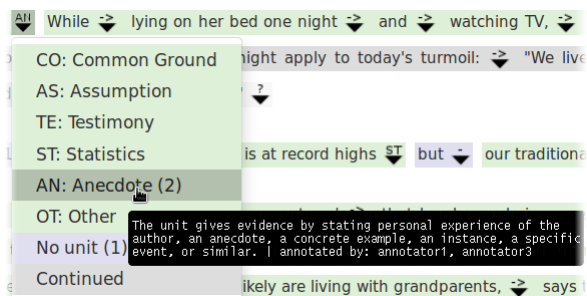 AN While -> lying on her bed one night -> and -> watching TV, ->
CO: Common Ground
ight apply to today's turmoil: -> "We live
AS: Assumption
?
TE: Testimony
ST: Statistics
is at record highs ST but - our traditiona
AN: Anecdote (2)
OT: Other
The unit gives evidence by stating personal experience of the
author, an anecdote, a concrete example, an instance, a specific
event, or similar. | annotated by: annotator1, annotator3
No unit (1)
Continued
ikely are living with grandparents, -> says